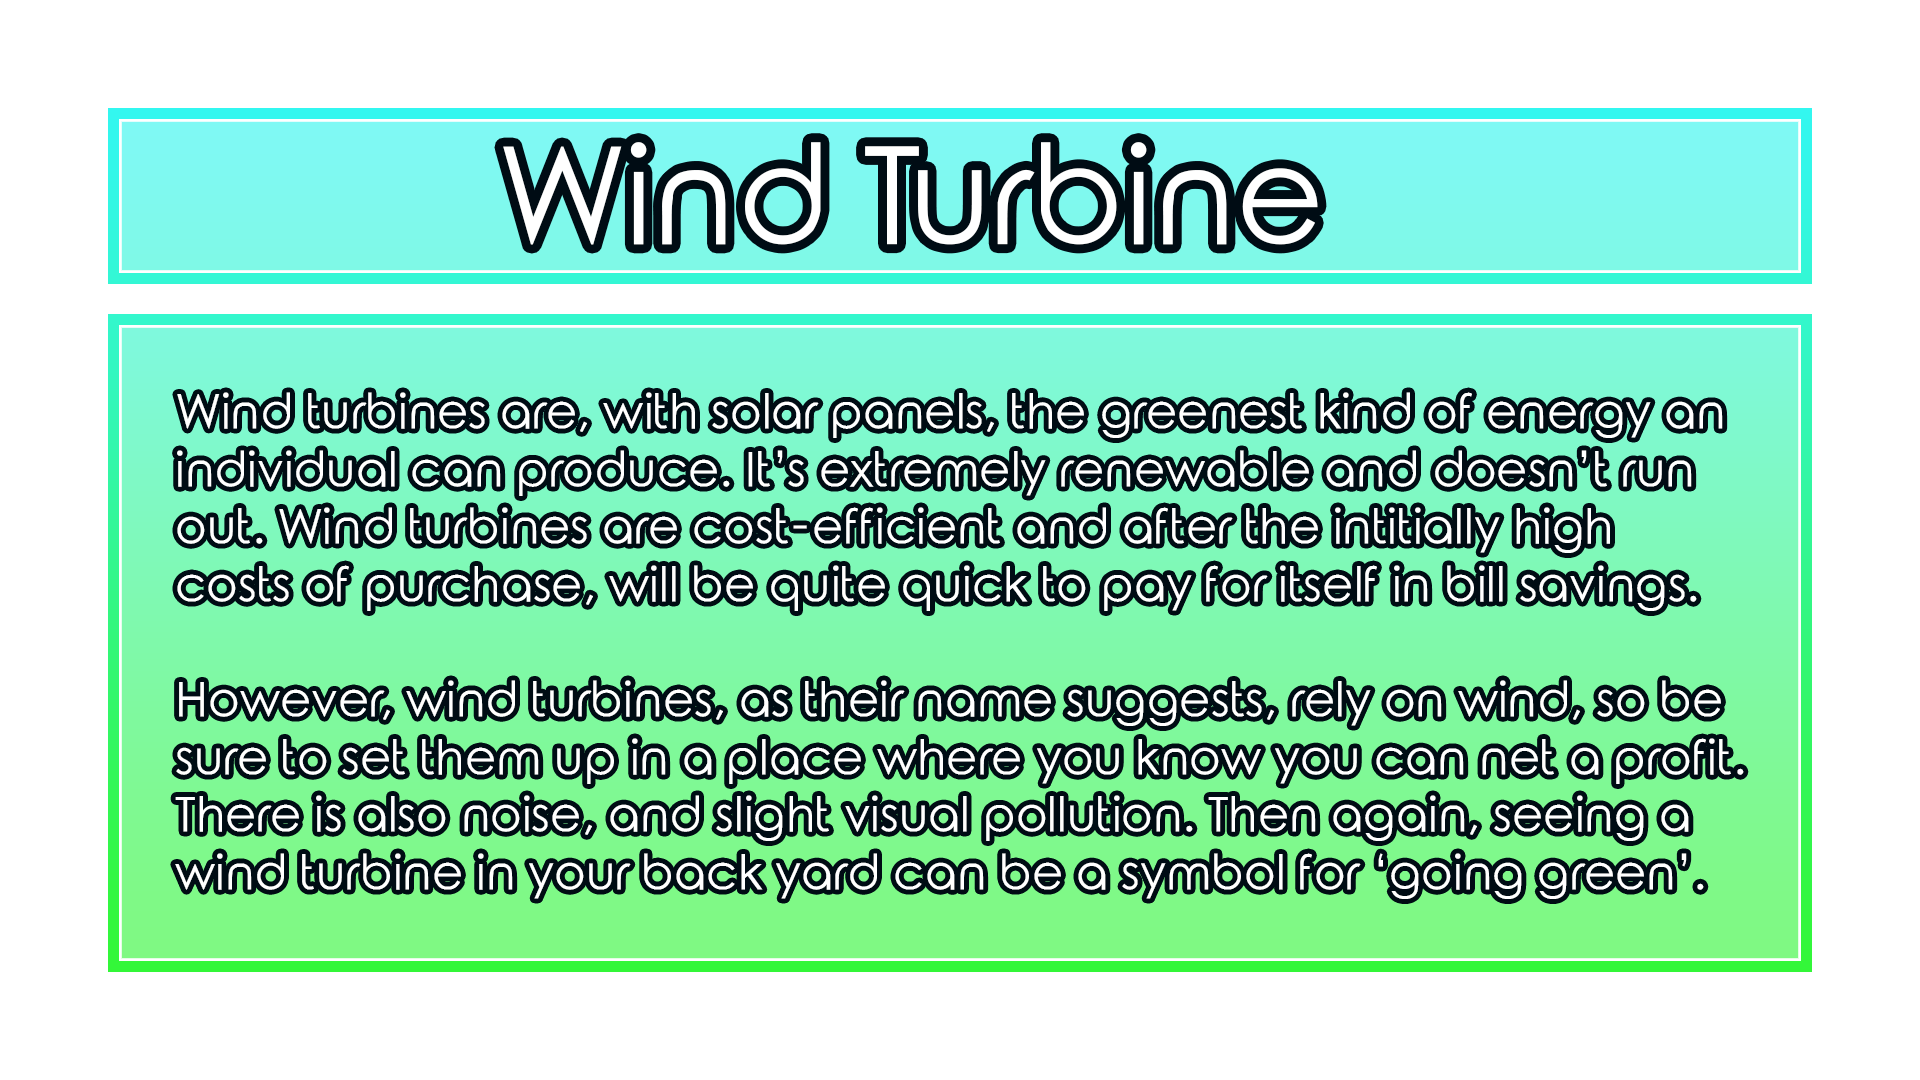 Wind Turbine
Wind turbines are, with solar panels, the greenest kind of energy an
individual can produce. It’s extremely renewable and doesn’t run
out. Wind turbines are cost-efficient and after the intitially high
costs of purchase, will be quite quick to pay for itself in bill savings.
However, wind turbines, as their name suggests, rely on wind, so be
sure to set them up in a place where you know you can net a profit.
There is also noise, and slight visual pollution. Then again, seeing a
wind turbine in your back yard can be a symbol for ‘going green’.